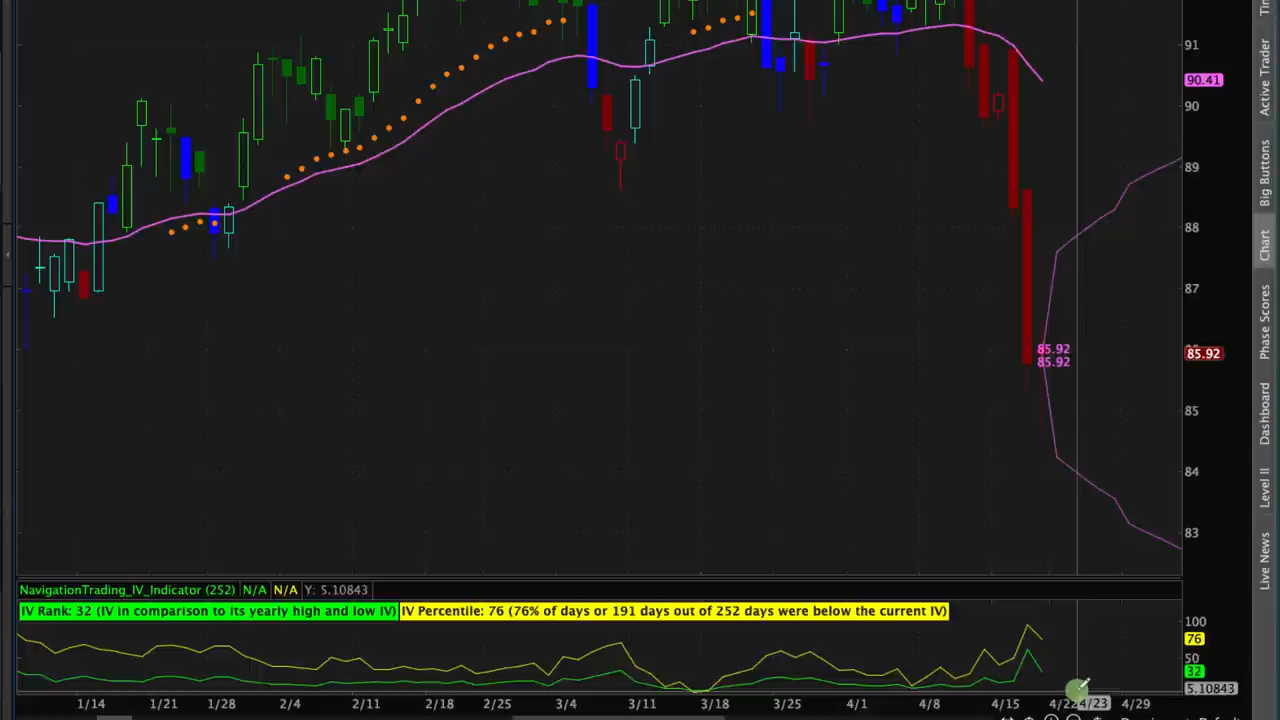 91
90.41
90
89
88
87
85.92
85.92
85.92
85
84
83
Active Trader
Big Buttons
Chart
Phase Scores
Dashboard
Level II
Live News
NavigationTrading_IV_Indicator (252) N/A N/A Y: 5.10843
IV Rank: 32 (IV in comparison to its yearly high and low IV) IV Percentile: 76 (76% of days or 191 days out of 252 days were below the current IV)
100
76
50
32
5.10843
1/14 1/21 1/28 2/4 2/11 2/18 2/25 3/4 3/11 3/18 3/25 4/1 4/8 4/15 4/22 4/23 4/29